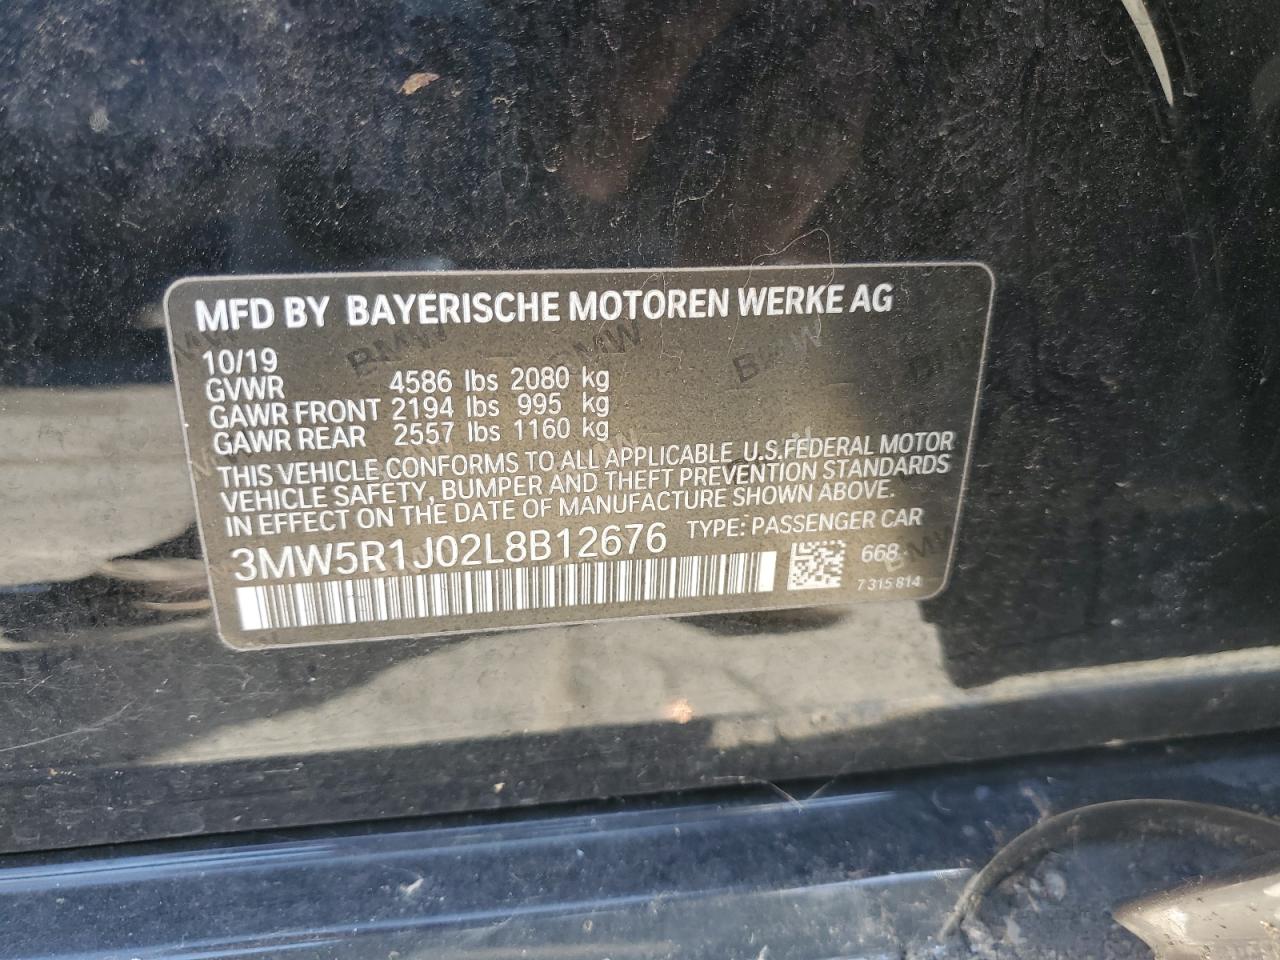 MFD BY BAYERISCHE MOTOREN WERKE AG
10/19
GVWR 4586 lbs 2080 kg
GAWR FRONT 2194 lbs 995 kg
GAWR REAR 2557 lbs 1160 kg
THIS VEHICLE CONFORMS TO ALL APPLICABLE U.S.FEDERAL MOTOR
VEHICLE SAFETY, BUMPER AND THEFT PREVENTION STANDARDS
IN EFFECT ON THE DATE OF MANUFACTURE SHOWN ABOVE.
3MW5R1J02L8B12676 TYPE: PASSENGER CAR
668
7 315 814
BMW BMW BMW